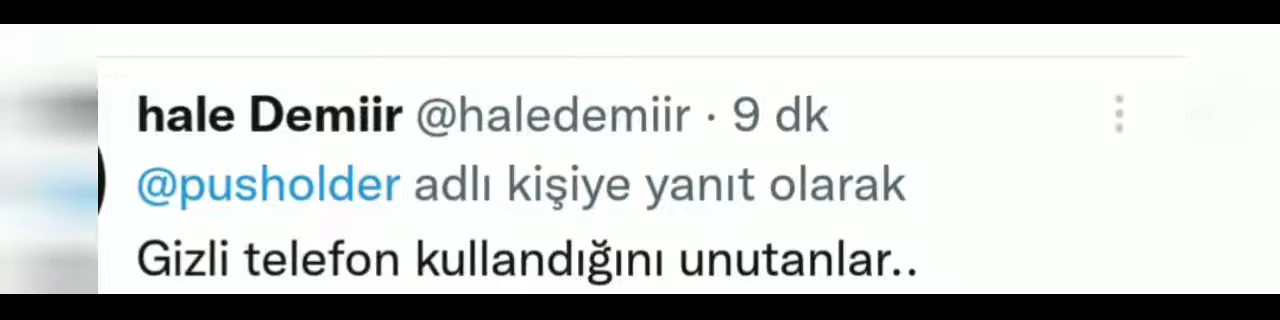 hale Demiir @haledemiir · 9 dk
@pusholder adlı kişiye yanıt olarak
Gizli telefon kullandığını unutanlar..